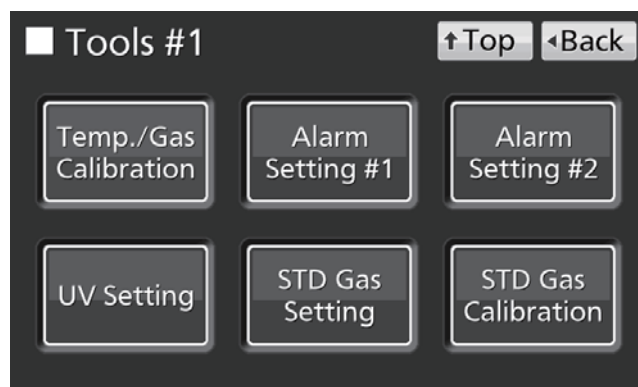 Tools #1
Top
Back
Temp./Gas
Calibration
Alarm
Setting #1
Alarm
Setting #2
UV Setting
STD Gas
Setting
STD Gas
Calibration